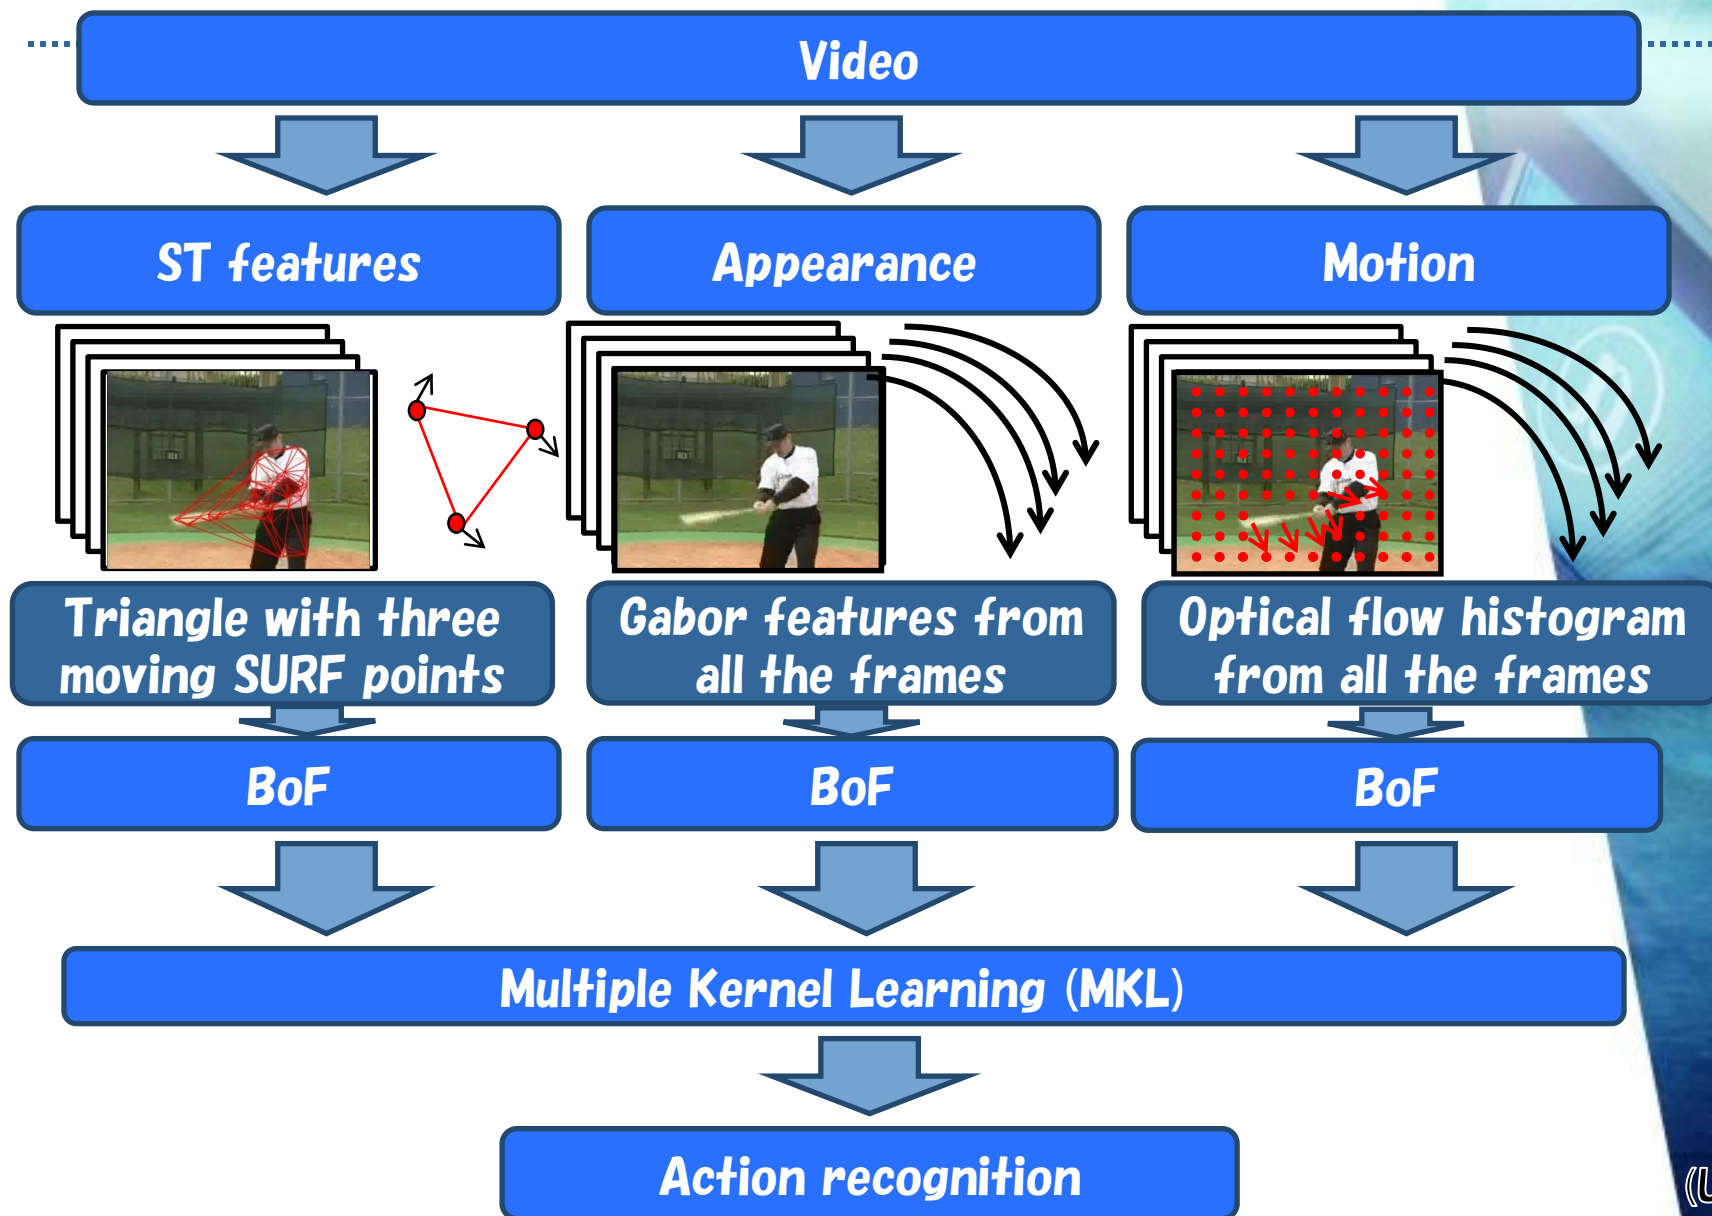 Video
ST features
Appearance
Motion
Triangle with three
moving SURF points
Gabor features from
all the frames
Optical flow histogram
from all the frames
BoF
BoF
BoF
Multiple Kernel Learning (MKL)
Action recognition